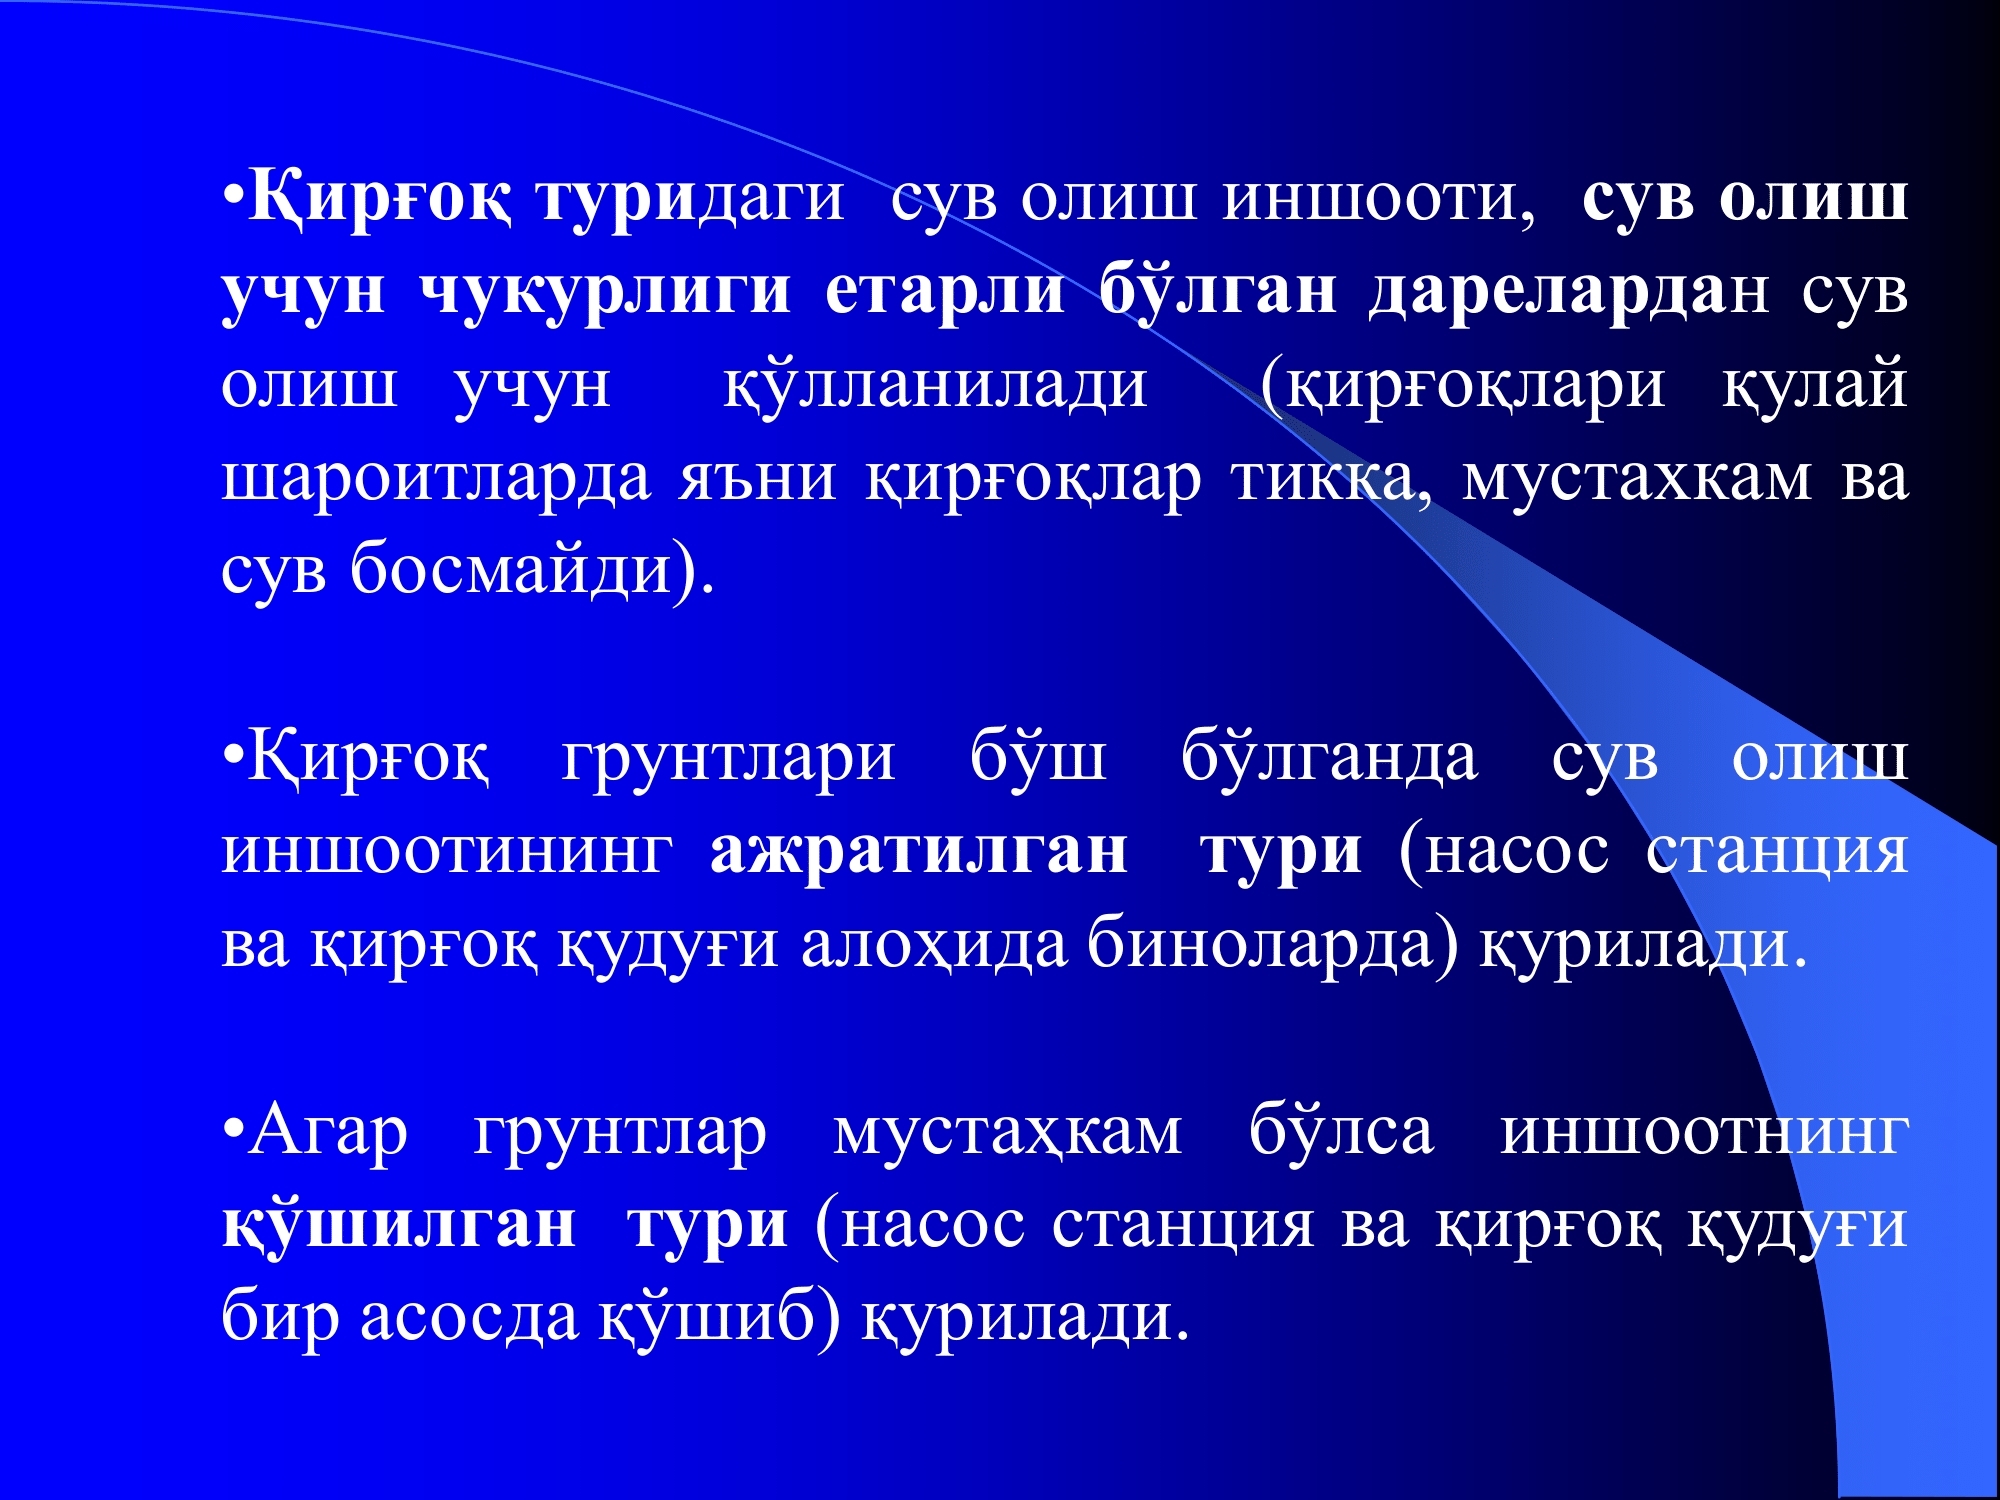 •Қирғоқ туридаги сув олиш иншооти, сув олиш
учун чукурлиги етарли бўлган дарелардан сув
олиш учун қўлланилади (қирғоқлари қулай
шароитларда яъни қирғоқлар тикка, мустахкам ва
сув босмайди).
•Қирғоқ грунтлари бўш бўлганда сув олиш
иншоотининг ажратилган тури (насос станция
ва қирғоқ қудуғи алоҳида биноларда) қурилади.
•Агар грунтлар мустаҳкам бўлса иншоотнинг
қўшилган тури (насос станция ва қирғоқ қудуғи
бир асосда қўшиб) қурилади.